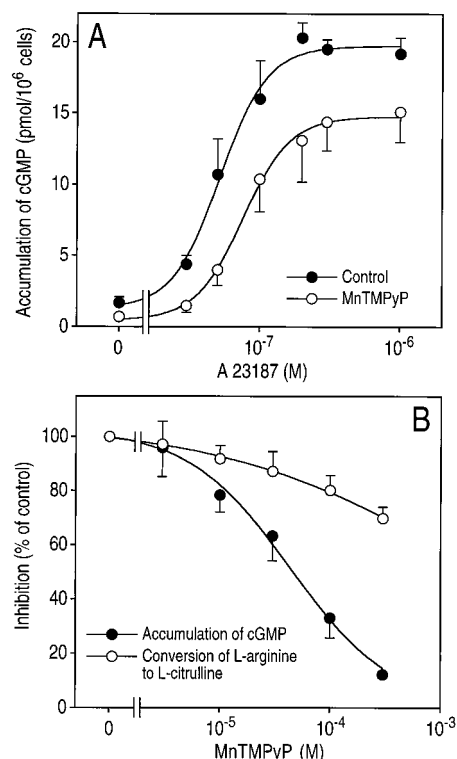 A
Accumulation of cGMP (pmol/10⁶ cells)
20
15
10
5
0
Control
MnTMPyP
0
10⁻⁷
10⁻⁶
A 23187 (M)
B
Inhibition (% of control)
100
80
60
40
20
0
Accumulation of cGMP
Conversion of L-arginine
to L-citrulline
0
10⁻⁵
10⁻⁴
10⁻³
MnTMPyP (M)